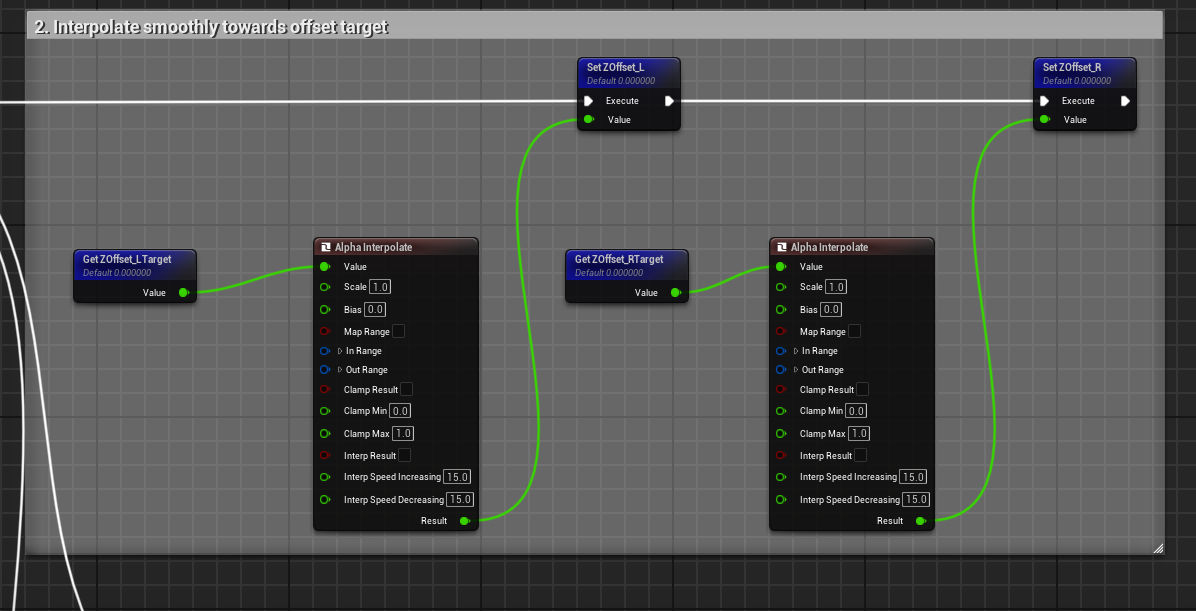 2. Interpolate smoothly towards offset target
Set ZOffset_L
Default 0.000000
Execute
Value
Set ZOffset_R
Default 0.000000
Execute
Value
Get ZOffset_LTarget
Default 0.000000
Value
Alpha Interpolate
Value
Scale 1.0
Bias 0.0
Map Range
In Range
Out Range
Clamp Result
Clamp Min 0.0
Clamp Max 1.0
Interp Result
Interp Speed Increasing 15.0
Interp Speed Decreasing 15.0
Result
Get ZOffset_RTarget
Default 0.000000
Value
Alpha Interpolate
Value
Scale 1.0
Bias 0.0
Map Range
In Range
Out Range
Clamp Result
Clamp Min 0.0
Clamp Max 1.0
Interp Result
Interp Speed Increasing 15.0
Interp Speed Decreasing 15.0
Result